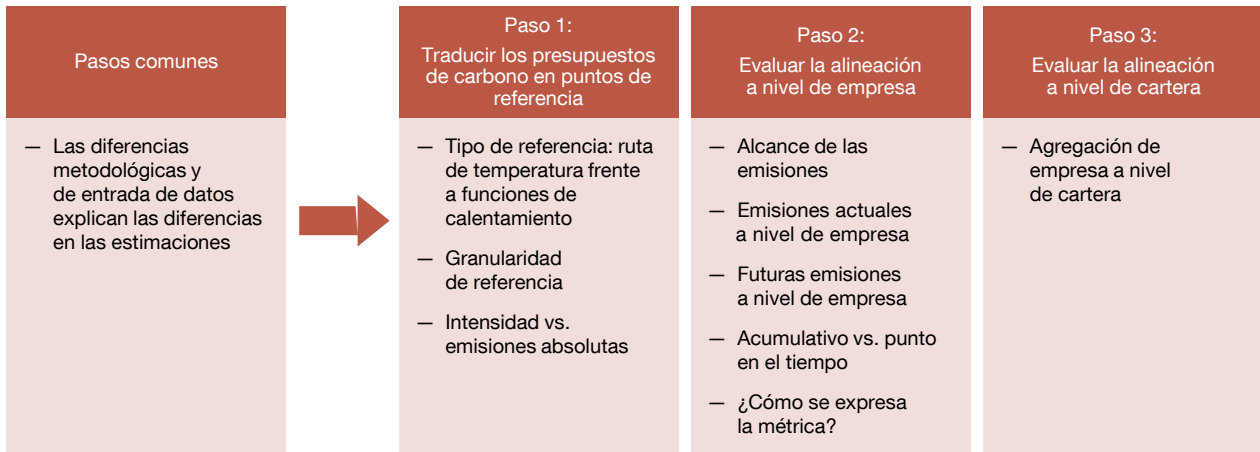 Pasos comunes
— Las diferencias
metodológicas y
de entrada de datos
explican las diferencias
en las estimaciones
Paso 1:
Traducir los presupuestos
de carbono en puntos de
referencia
— Tipo de referencia: ruta
de temperatura frente
a funciones de
calentamiento
— Granularidad
de referencia
— Intensidad vs.
emisiones absolutas
Paso 2:
Evaluar la alineación
a nivel de empresa
— Alcance de las
emisiones
— Emisiones actuales
a nivel de empresa
— Futuras emisiones
a nivel de empresa
— Acumulativo vs. punto
en el tiempo
— ¿Cómo se expresa
la métrica?
Paso 3:
Evaluar la alineación
a nivel de cartera
— Agregación de
empresa a nivel
de cartera